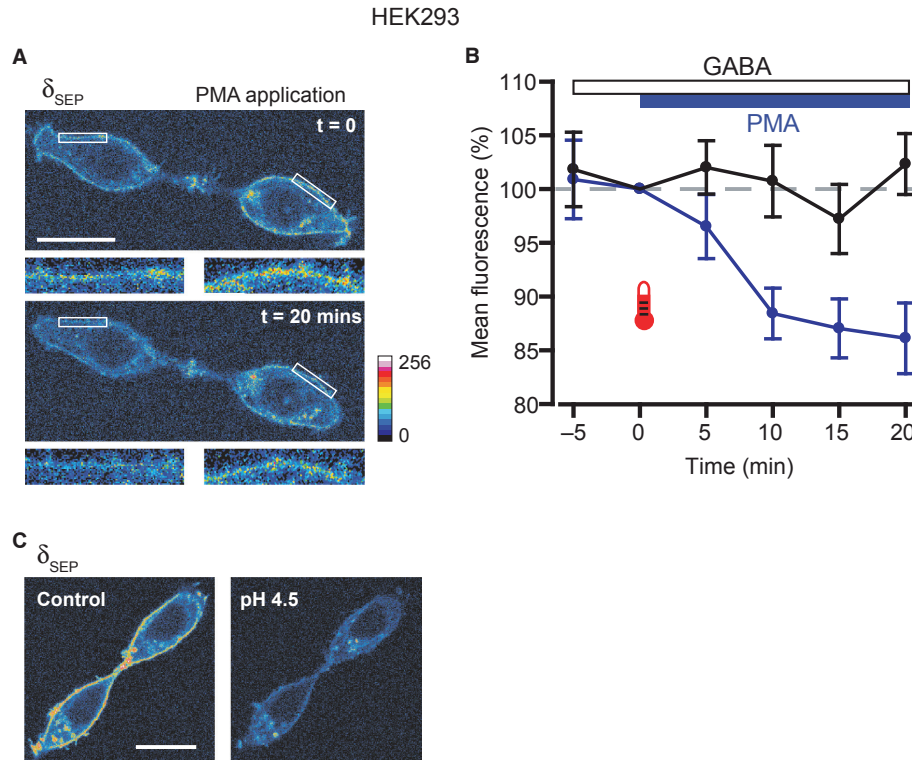 HEK293
A
δSEP
PMA application
t = 0
t = 20 mins
256
0
B
GABA
PMA
110
105
100
95
90
85
80
Mean fluorescence (%)
–5
0
5
10
15
20
Time (min)
C
δSEP
Control
pH 4.5